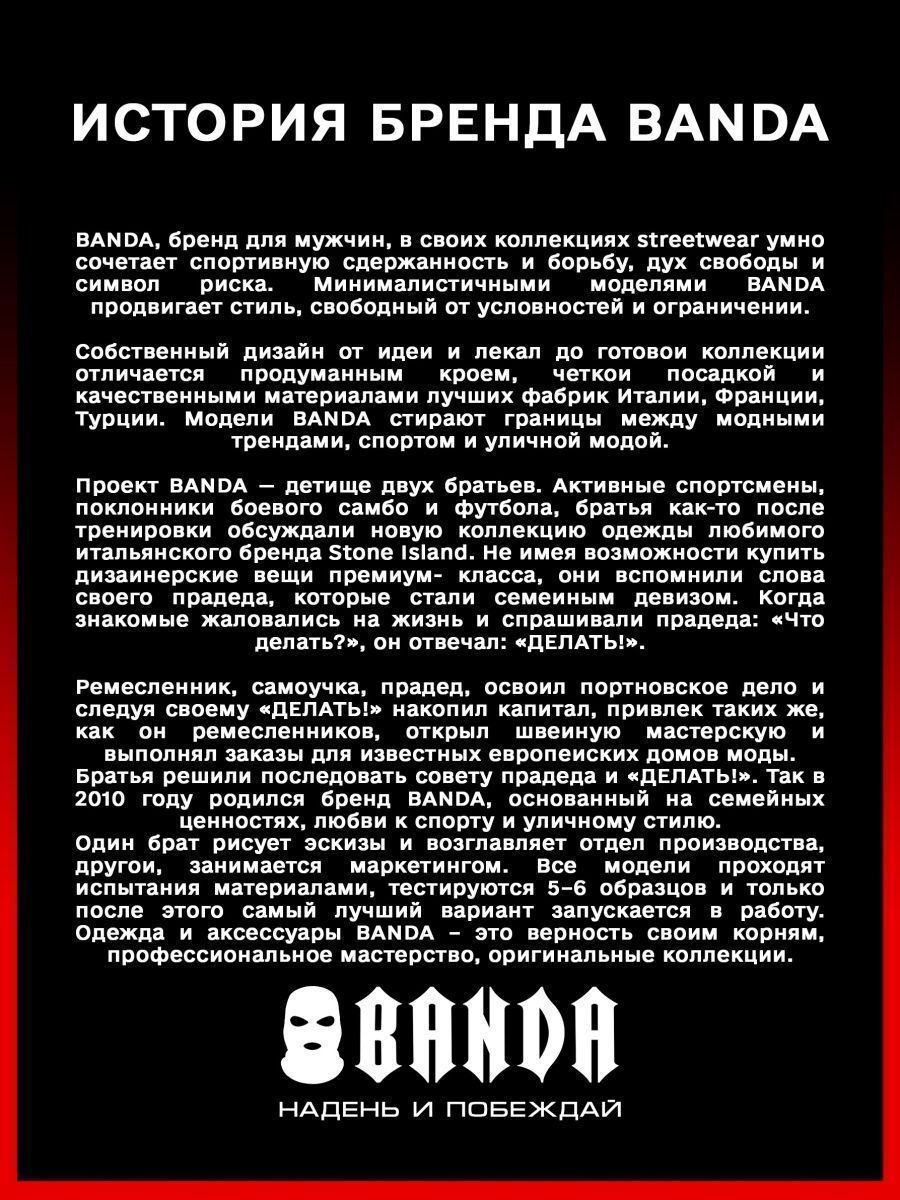 ИСТОРИЯ БРЕНДА BANDA
BANDA, бренд для мужчин, в своих коллекциях streetwear умно
сочетает спортивную сдержанность и борьбу, дух свободы и
символ риска. Минималистичными моделями BANDA
продвигает стиль, свободный от условностей и ограничении.
Собственный дизайн от идеи и лекал до готовои коллекции
отличается продуманным кроем, четкои посадкой и
качественными материалами лучших фабрик Италии, Франции,
Турции. Модели BANDA стирают границы между модными
трендами, спортом и уличной модой.
Проект BANDA — детище двух братьев. Активные спортсмены,
поклонники боевого самбо и футбола, братья как-то после
тренировки обсуждали новую коллекцию одежды любимого
итальянского бренда Stone Island. Не имея возможности купить
дизаинерские вещи премиум- класса, они вспомнили слова
своего прадеда, которые стали семеиным девизом. Когда
знакомые жаловались на жизнь и спрашивали прадеда: «Что
делать?», он отвечал: «ДЕЛАТЬ!».
Ремесленник, самоучка, прадед, освоил портновское дело и
следуя своему «ДЕЛАТЬ!» накопил капитал, привлек таких же,
как он ремесленников, открыл швеиную мастерскую и
выполнял заказы для известных европеиских домов моды.
Братья решили последовать совету прадеда и «ДЕЛАТЬ!». Так в
2010 году родился бренд BANDA, основанный на семейных
ценностях, любви к спорту и уличному стилю.
Один брат рисует эскизы и возглавляет отдел производства,
другои, занимается маркетингом. Все модели проходят
испытания материалами, тестируются 5–6 образцов и только
после этого самый лучший вариант запускается в работу.
Одежда и аксессуары BANDA – это верность своим корням,
профессиональное мастерство, оригинальные коллекции.
BANDA
НАДЕНЬ И ПОБЕЖДАЙ